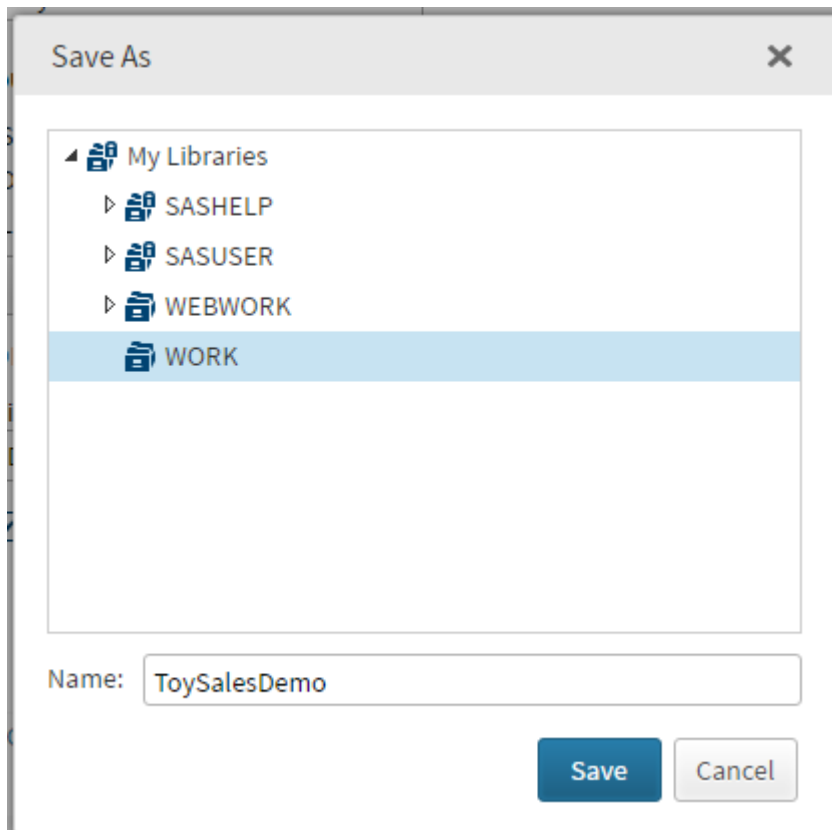 Save As
My Libraries
SASHELP
SASUSER
WEBWORK
WORK
Name: ToySalesDemo
Save Cancel